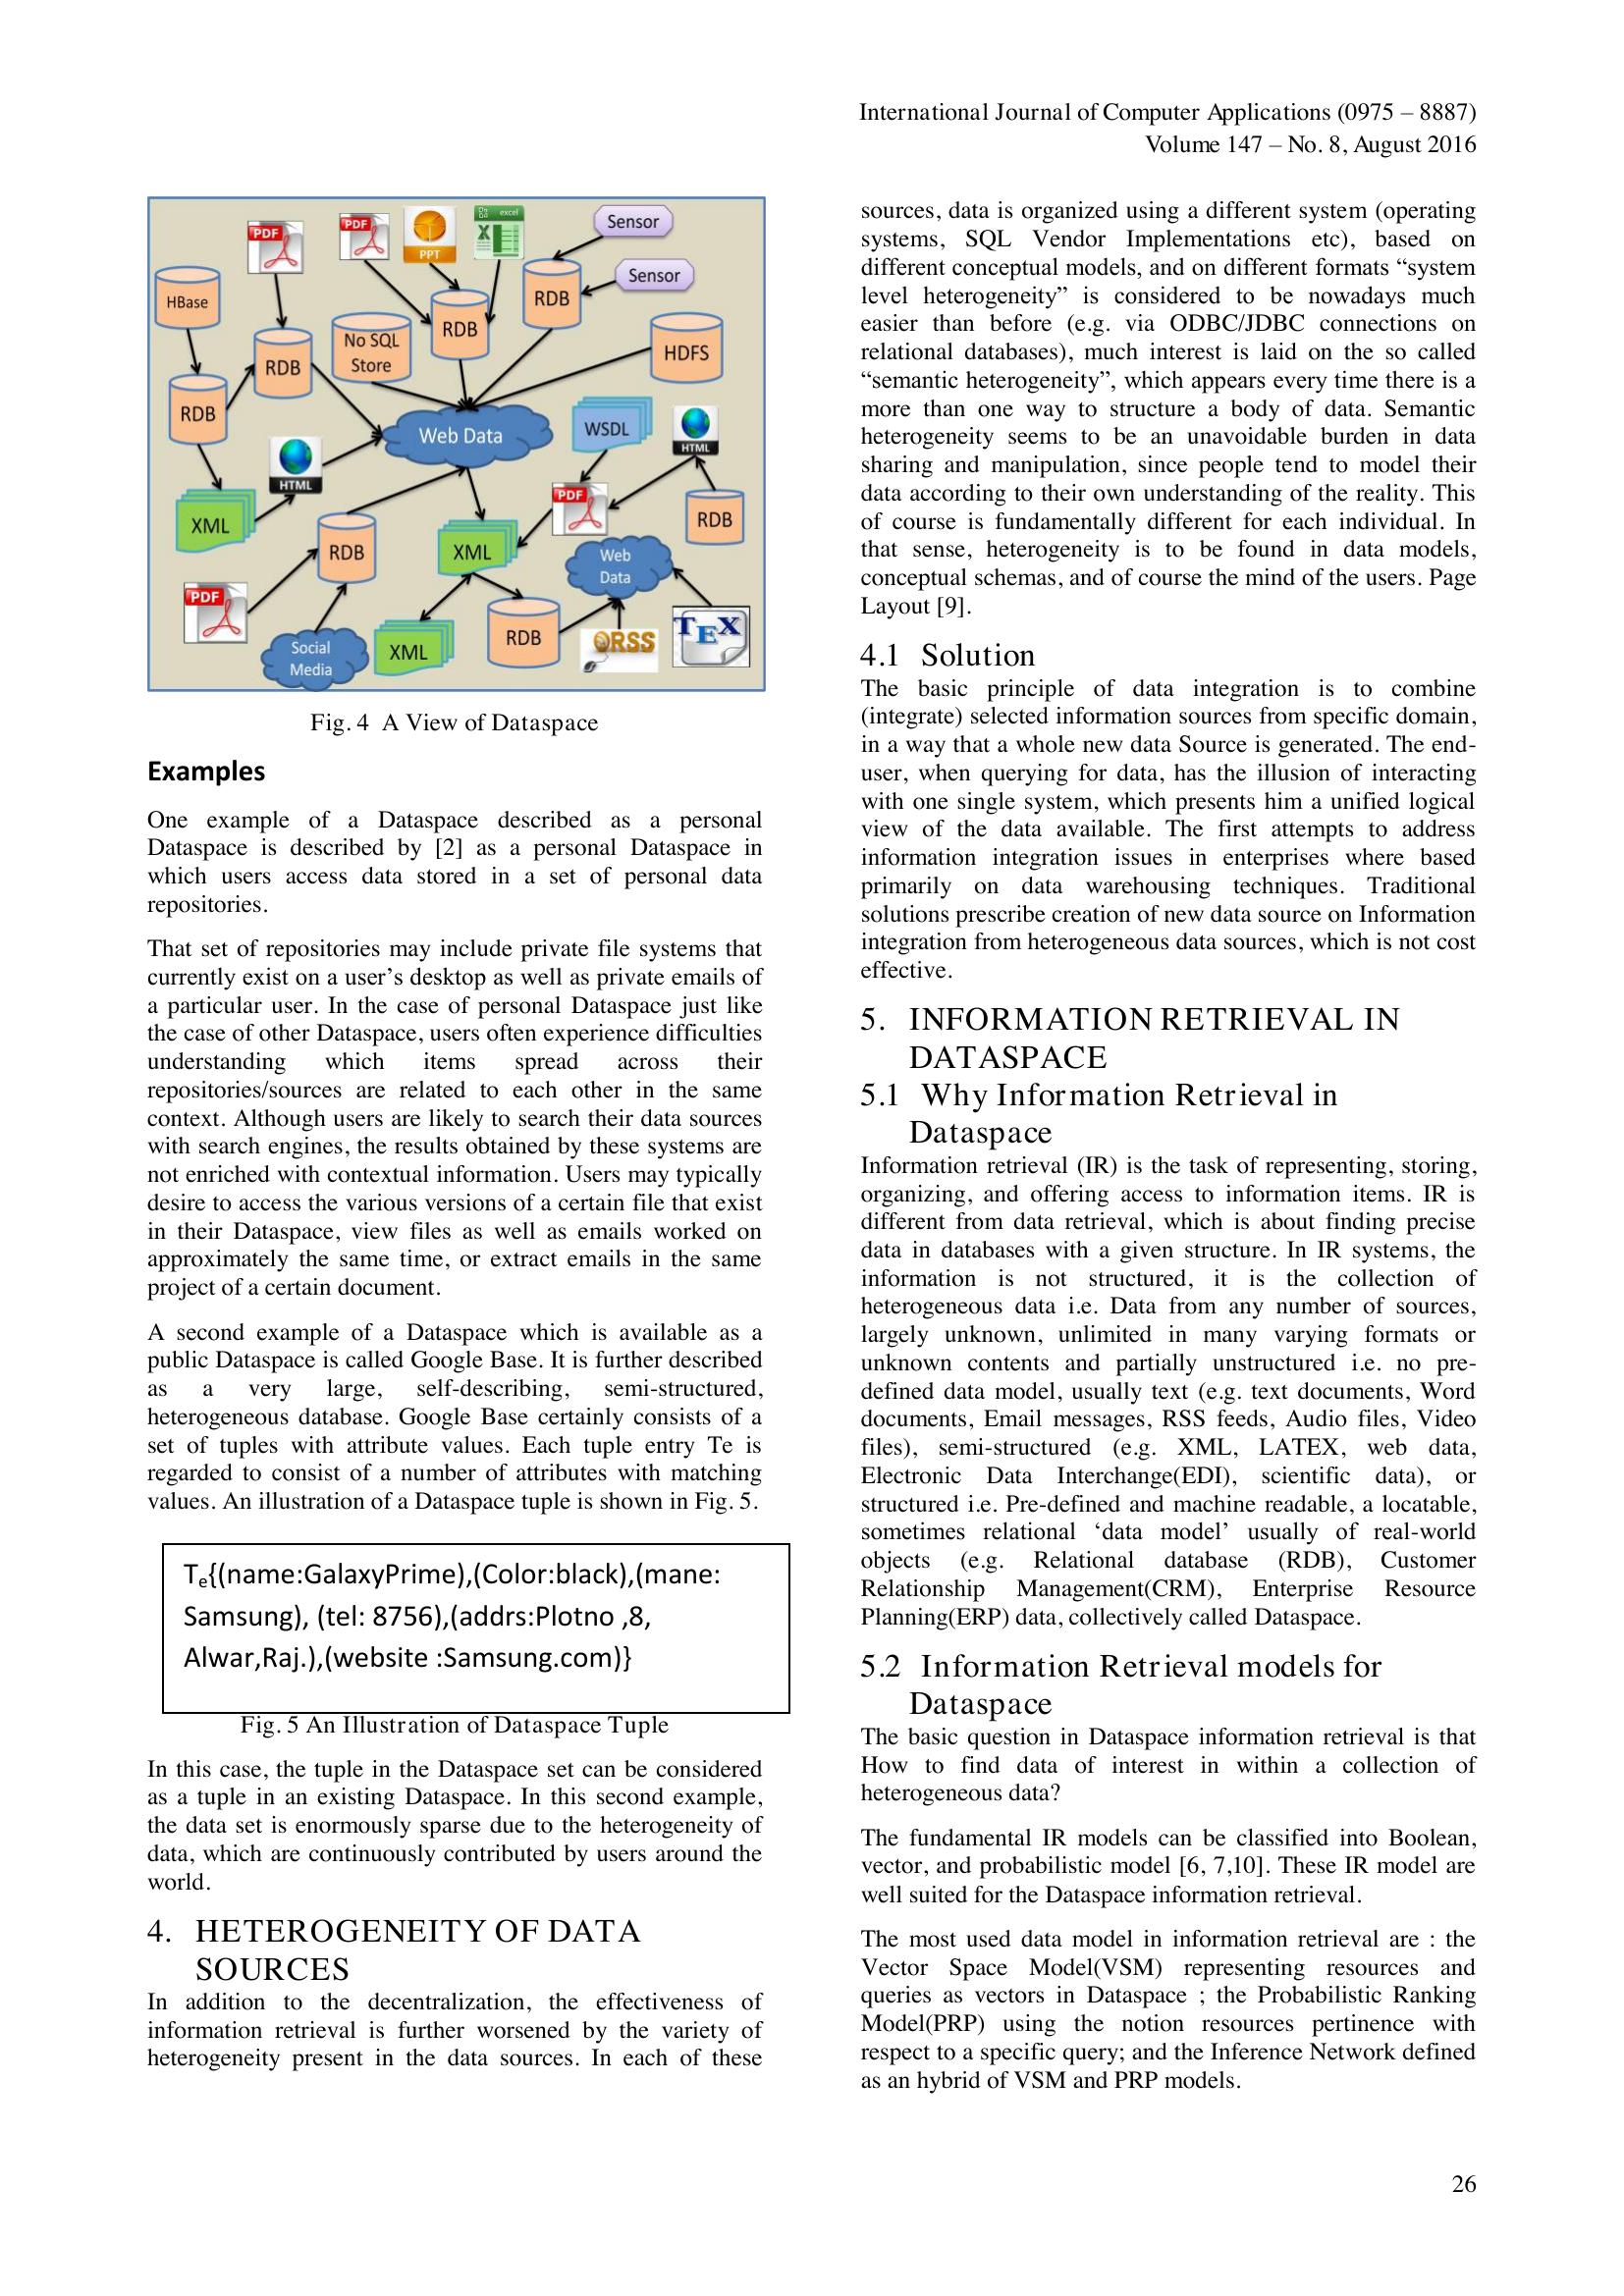 International Journal of Computer Applications (0975 – 8887)
Volume 147 – No. 8, August 2016
PDF
PDF
PPT
excel
Sensor
Sensor
HBase
RDB
RDB
No SQL
Store
RDB
HDFS
RDB
RDB
Web Data
WSDL
HTML
HTML
PDF
XML
RDB
RDB
XML
Web
Data
PDF
Social
Media
XML
RDB
RSS
TEX
Fig. 4 A View of Dataspace
Examples
One example of a Dataspace described as a personal
Dataspace is described by [2] as a personal Dataspace in
which users access data stored in a set of personal data
repositories.
That set of repositories may include private file systems that
currently exist on a user’s desktop as well as private emails of
a particular user. In the case of personal Dataspace just like
the case of other Dataspace, users often experience difficulties
understanding which items spread across their
repositories/sources are related to each other in the same
context. Although users are likely to search their data sources
with search engines, the results obtained by these systems are
not enriched with contextual information. Users may typically
desire to access the various versions of a certain file that exist
in their Dataspace, view files as well as emails worked on
approximately the same time, or extract emails in the same
project of a certain document.
A second example of a Dataspace which is available as a
public Dataspace is called Google Base. It is further described
as a very large, self-describing, semi-structured,
heterogeneous database. Google Base certainly consists of a
set of tuples with attribute values. Each tuple entry Te is
regarded to consist of a number of attributes with matching
values. An illustration of a Dataspace tuple is shown in Fig. 5.
Te{(name:GalaxyPrime),(Color:black),(mane:
Samsung), (tel: 8756),(addrs:Plotno ,8,
Alwar,Raj.),(website :Samsung.com)}
Fig. 5 An Illustration of Dataspace Tuple
In this case, the tuple in the Dataspace set can be considered
as a tuple in an existing Dataspace. In this second example,
the data set is enormously sparse due to the heterogeneity of
data, which are continuously contributed by users around the
world.
4. HETEROGENEITY OF DATA
SOURCES
In addition to the decentralization, the effectiveness of
information retrieval is further worsened by the variety of
heterogeneity present in the data sources. In each of these
sources, data is organized using a different system (operating
systems, SQL Vendor Implementations etc), based on
different conceptual models, and on different formats “system
level heterogeneity” is considered to be nowadays much
easier than before (e.g. via ODBC/JDBC connections on
relational databases), much interest is laid on the so called
“semantic heterogeneity”, which appears every time there is a
more than one way to structure a body of data. Semantic
heterogeneity seems to be an unavoidable burden in data
sharing and manipulation, since people tend to model their
data according to their own understanding of the reality. This
of course is fundamentally different for each individual. In
that sense, heterogeneity is to be found in data models,
conceptual schemas, and of course the mind of the users. Page
Layout [9].
4.1 Solution
The basic principle of data integration is to combine
(integrate) selected information sources from specific domain,
in a way that a whole new data Source is generated. The end-
user, when querying for data, has the illusion of interacting
with one single system, which presents him a unified logical
view of the data available. The first attempts to address
information integration issues in enterprises where based
primarily on data warehousing techniques. Traditional
solutions prescribe creation of new data source on Information
integration from heterogeneous data sources, which is not cost
effective.
5. INFORMATION RETRIEVAL IN
DATASPACE
5.1 Why Information Retrieval in
Dataspace
Information retrieval (IR) is the task of representing, storing,
organizing, and offering access to information items. IR is
different from data retrieval, which is about finding precise
data in databases with a given structure. In IR systems, the
information is not structured, it is the collection of
heterogeneous data i.e. Data from any number of sources,
largely unknown, unlimited in many varying formats or
unknown contents and partially unstructured i.e. no pre-
defined data model, usually text (e.g. text documents, Word
documents, Email messages, RSS feeds, Audio files, Video
files), semi-structured (e.g. XML, LATEX, web data,
Electronic Data Interchange(EDI), scientific data), or
structured i.e. Pre-defined and machine readable, a locatable,
sometimes relational ‘data model’ usually of real-world
objects (e.g. Relational database (RDB), Customer
Relationship Management(CRM), Enterprise Resource
Planning(ERP) data, collectively called Dataspace.
5.2 Information Retrieval models for
Dataspace
The basic question in Dataspace information retrieval is that
How to find data of interest in within a collection of
heterogeneous data?
The fundamental IR models can be classified into Boolean,
vector, and probabilistic model [6, 7,10]. These IR model are
well suited for the Dataspace information retrieval.
The most used data model in information retrieval are : the
Vector Space Model(VSM) representing resources and
queries as vectors in Dataspace ; the Probabilistic Ranking
Model(PRP) using the notion resources pertinence with
respect to a specific query; and the Inference Network defined
as an hybrid of VSM and PRP models.
26